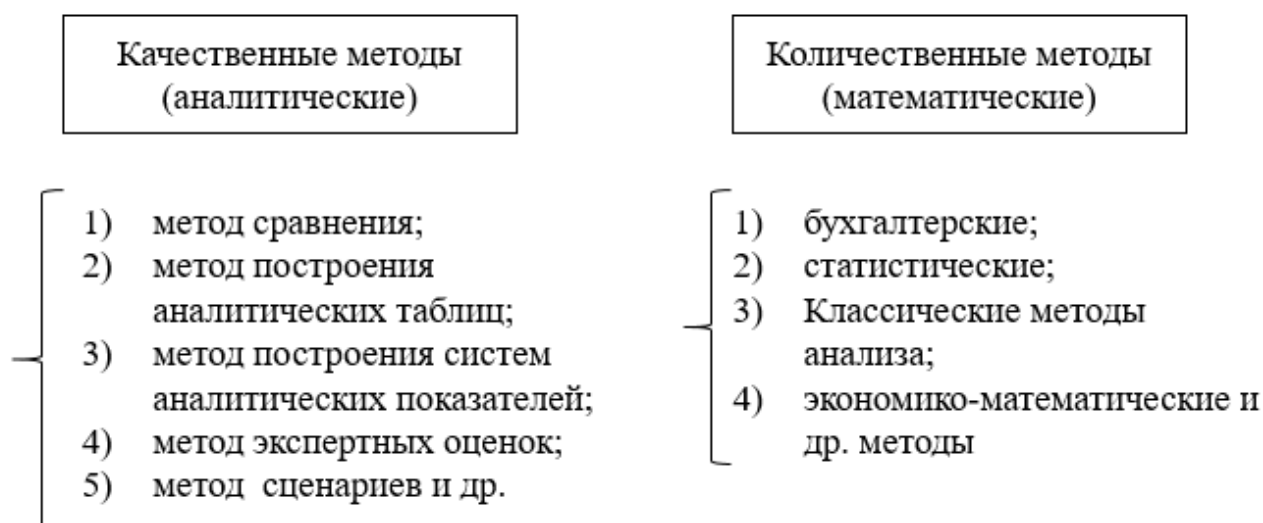 Качественные методы
(аналитические)
1) метод сравнения;
2) метод построения
аналитических таблиц;
3) метод построения систем
аналитических показателей;
4) метод экспертных оценок;
5) метод сценариев и др.
Количественные методы
(математические)
1) бухгалтерские;
2) статистические;
3) Классические методы
анализа;
4) экономико-математические и
др. методы